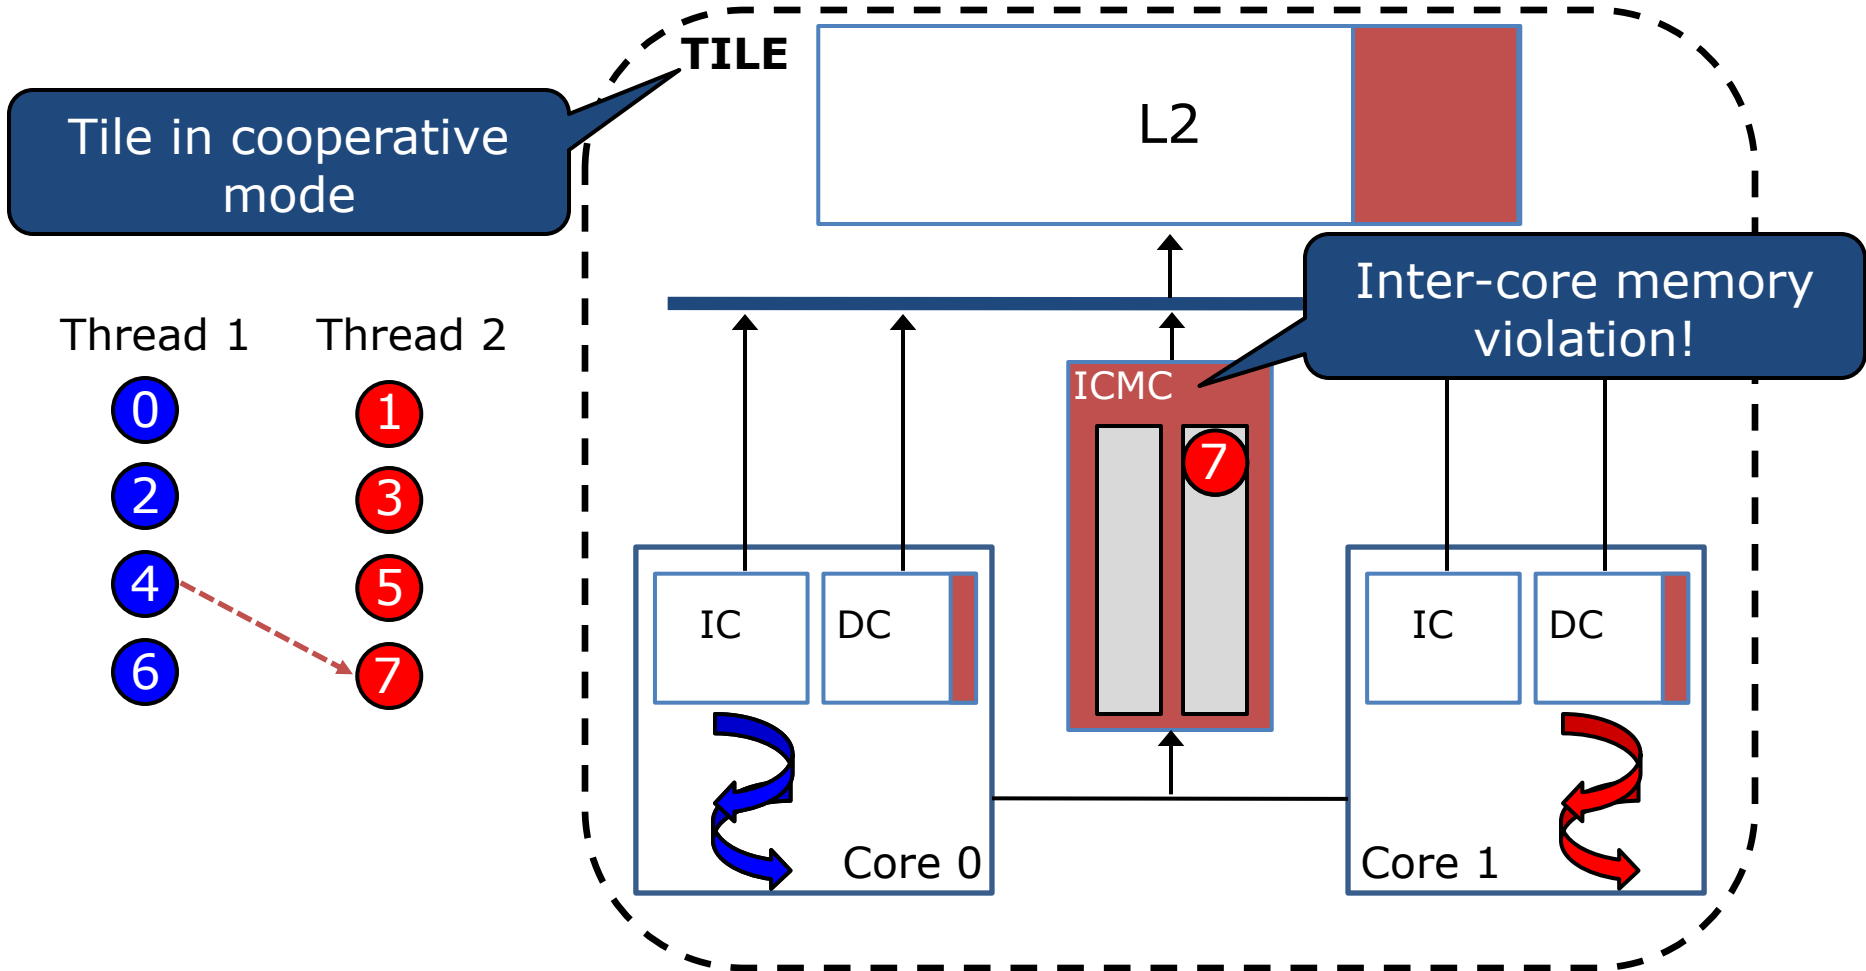 TILE
Tile in cooperative
mode
L2
Inter-core memory
violation!
Thread 1
Thread 2
0
1
2
3
4
5
6
7
ICMC
7
IC
DC
IC
DC
Core 0
Core 1